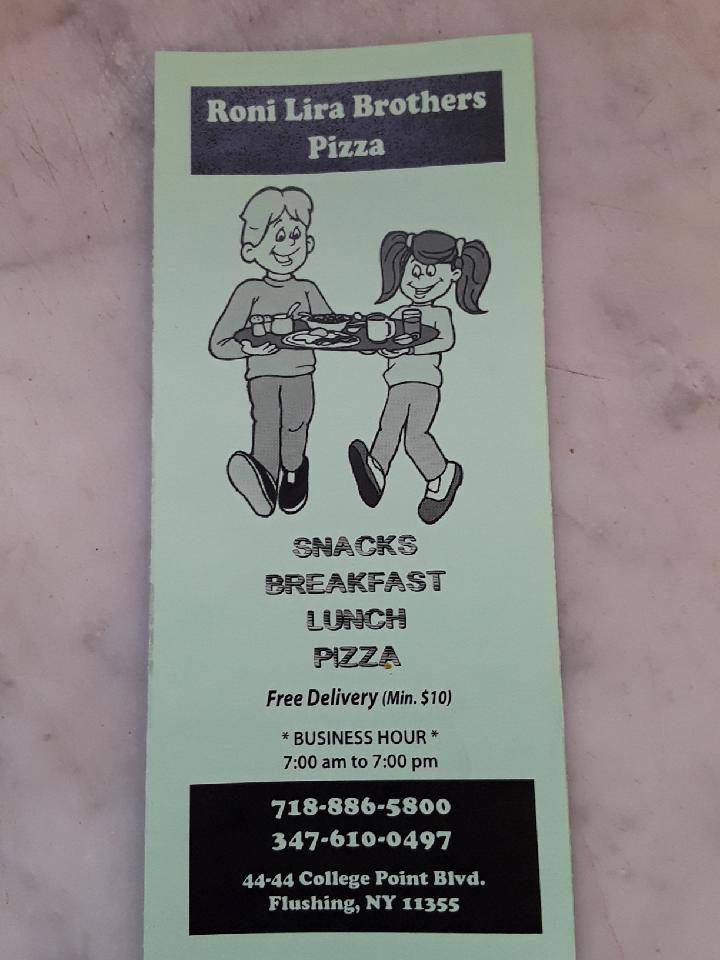 Roni Lira Brothers
Pizza
SNACKS
BREAKFAST
LUNCH
PIZZA
Free Delivery (Min. $10)
* BUSINESS HOUR *
7:00 am to 7:00 pm
718-886-5800
347-610-0497
44-44 College Point Blvd.
Flushing, NY 11355